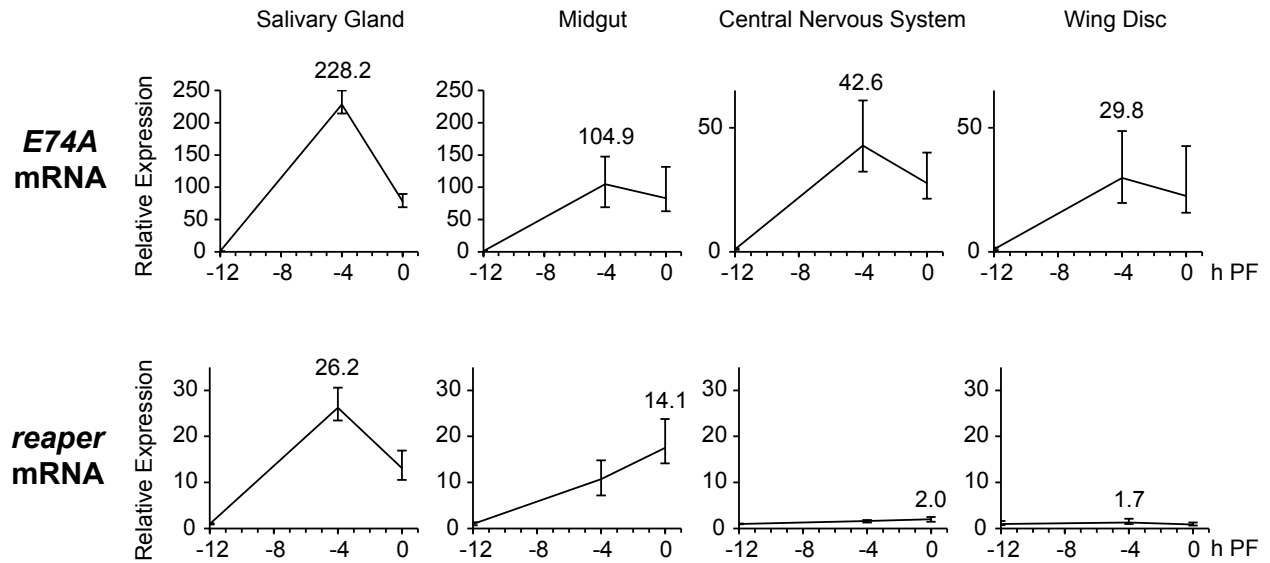 Salivary Gland Midgut Central Nervous System Wing Disc
E74A
mRNA
Relative Expression
250
200
150
100
50
0
228.2
-12 -8 -4 0
250
200
150
100
50
0
104.9
-12 -8 -4 0
50
0
42.6
-12 -8 -4 0
50
0
29.8
-12 -8 -4 0 h PF
reaper
mRNA
Relative Expression
30
20
10
0
26.2
-12 -8 -4 0
30
20
10
0
14.1
-12 -8 -4 0
30
20
10
0
2.0
-12 -8 -4 0
30
20
10
0
1.7
-12 -8 -4 0 h PF